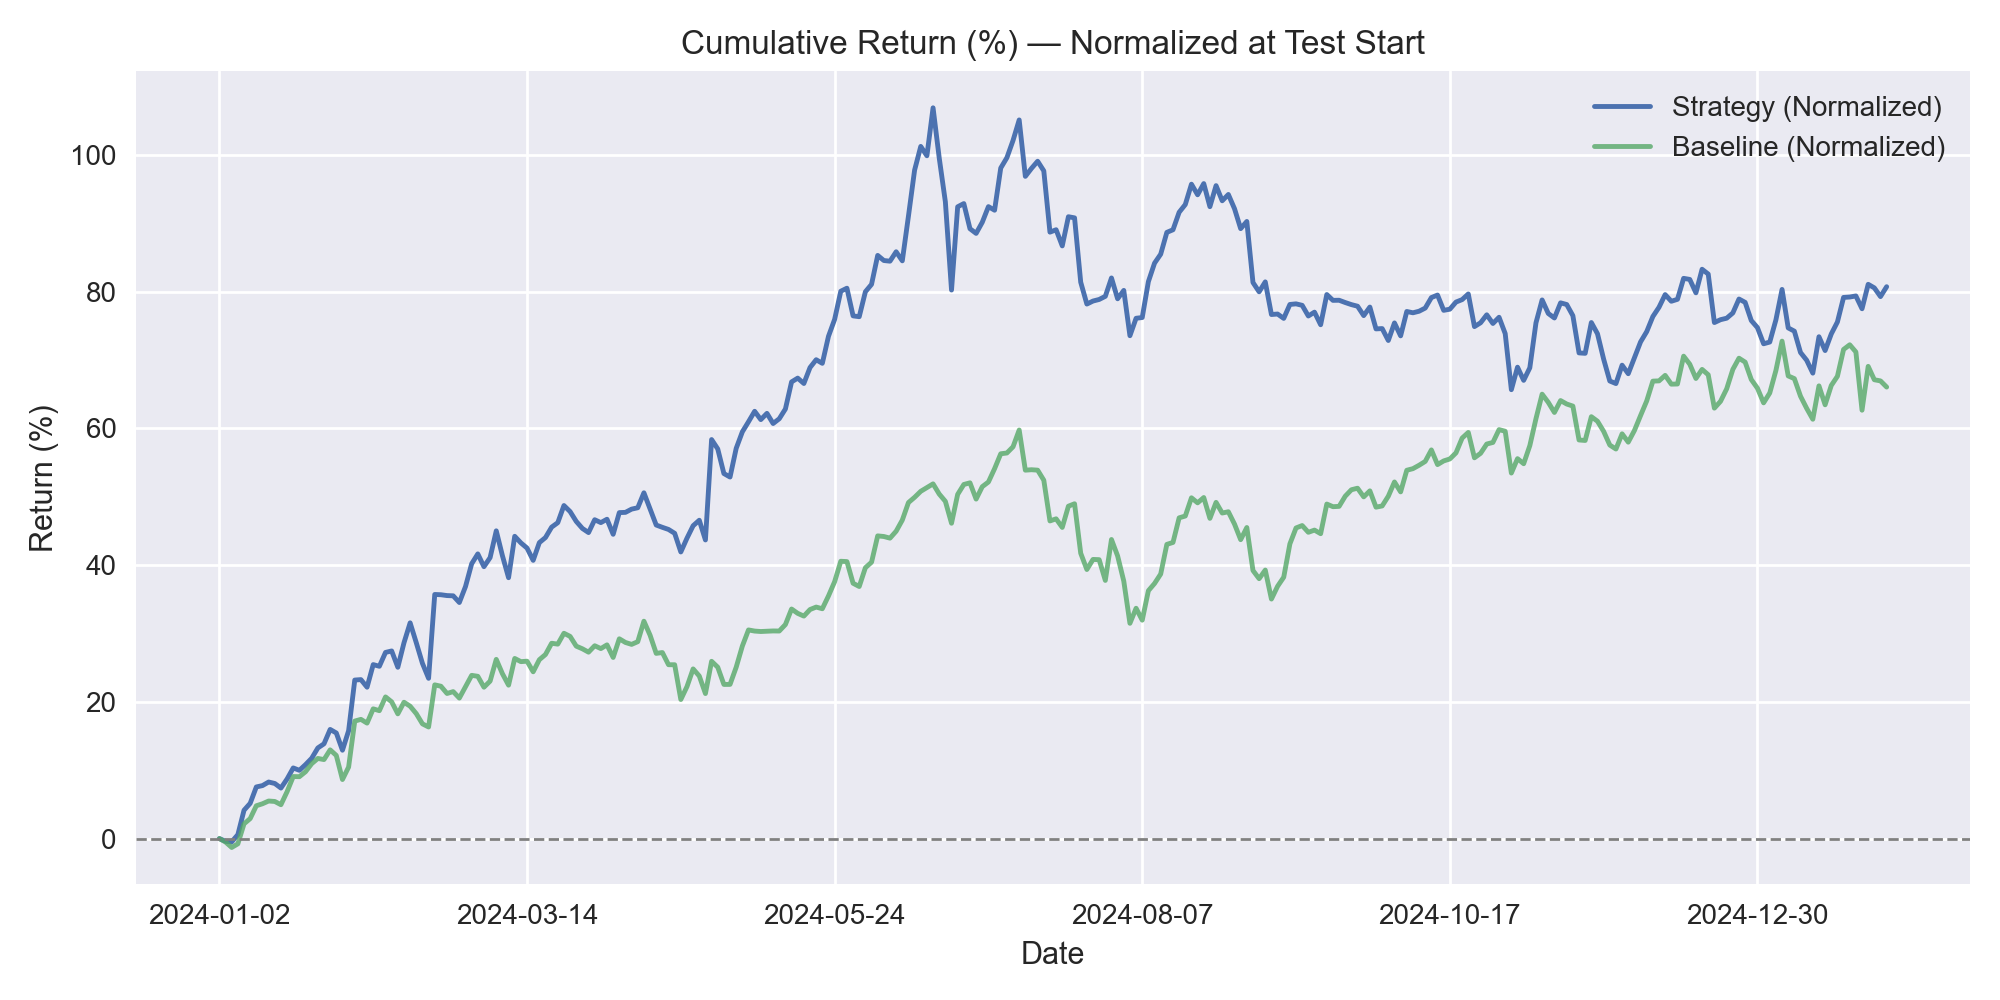 Cumulative Return (%) — Normalized at Test Start
Strategy (Normalized)
Baseline (Normalized)
Return (%)
100
80
60
40
20
0
2024-01-02
2024-03-14
2024-05-24
2024-08-07
2024-10-17
2024-12-30
Date